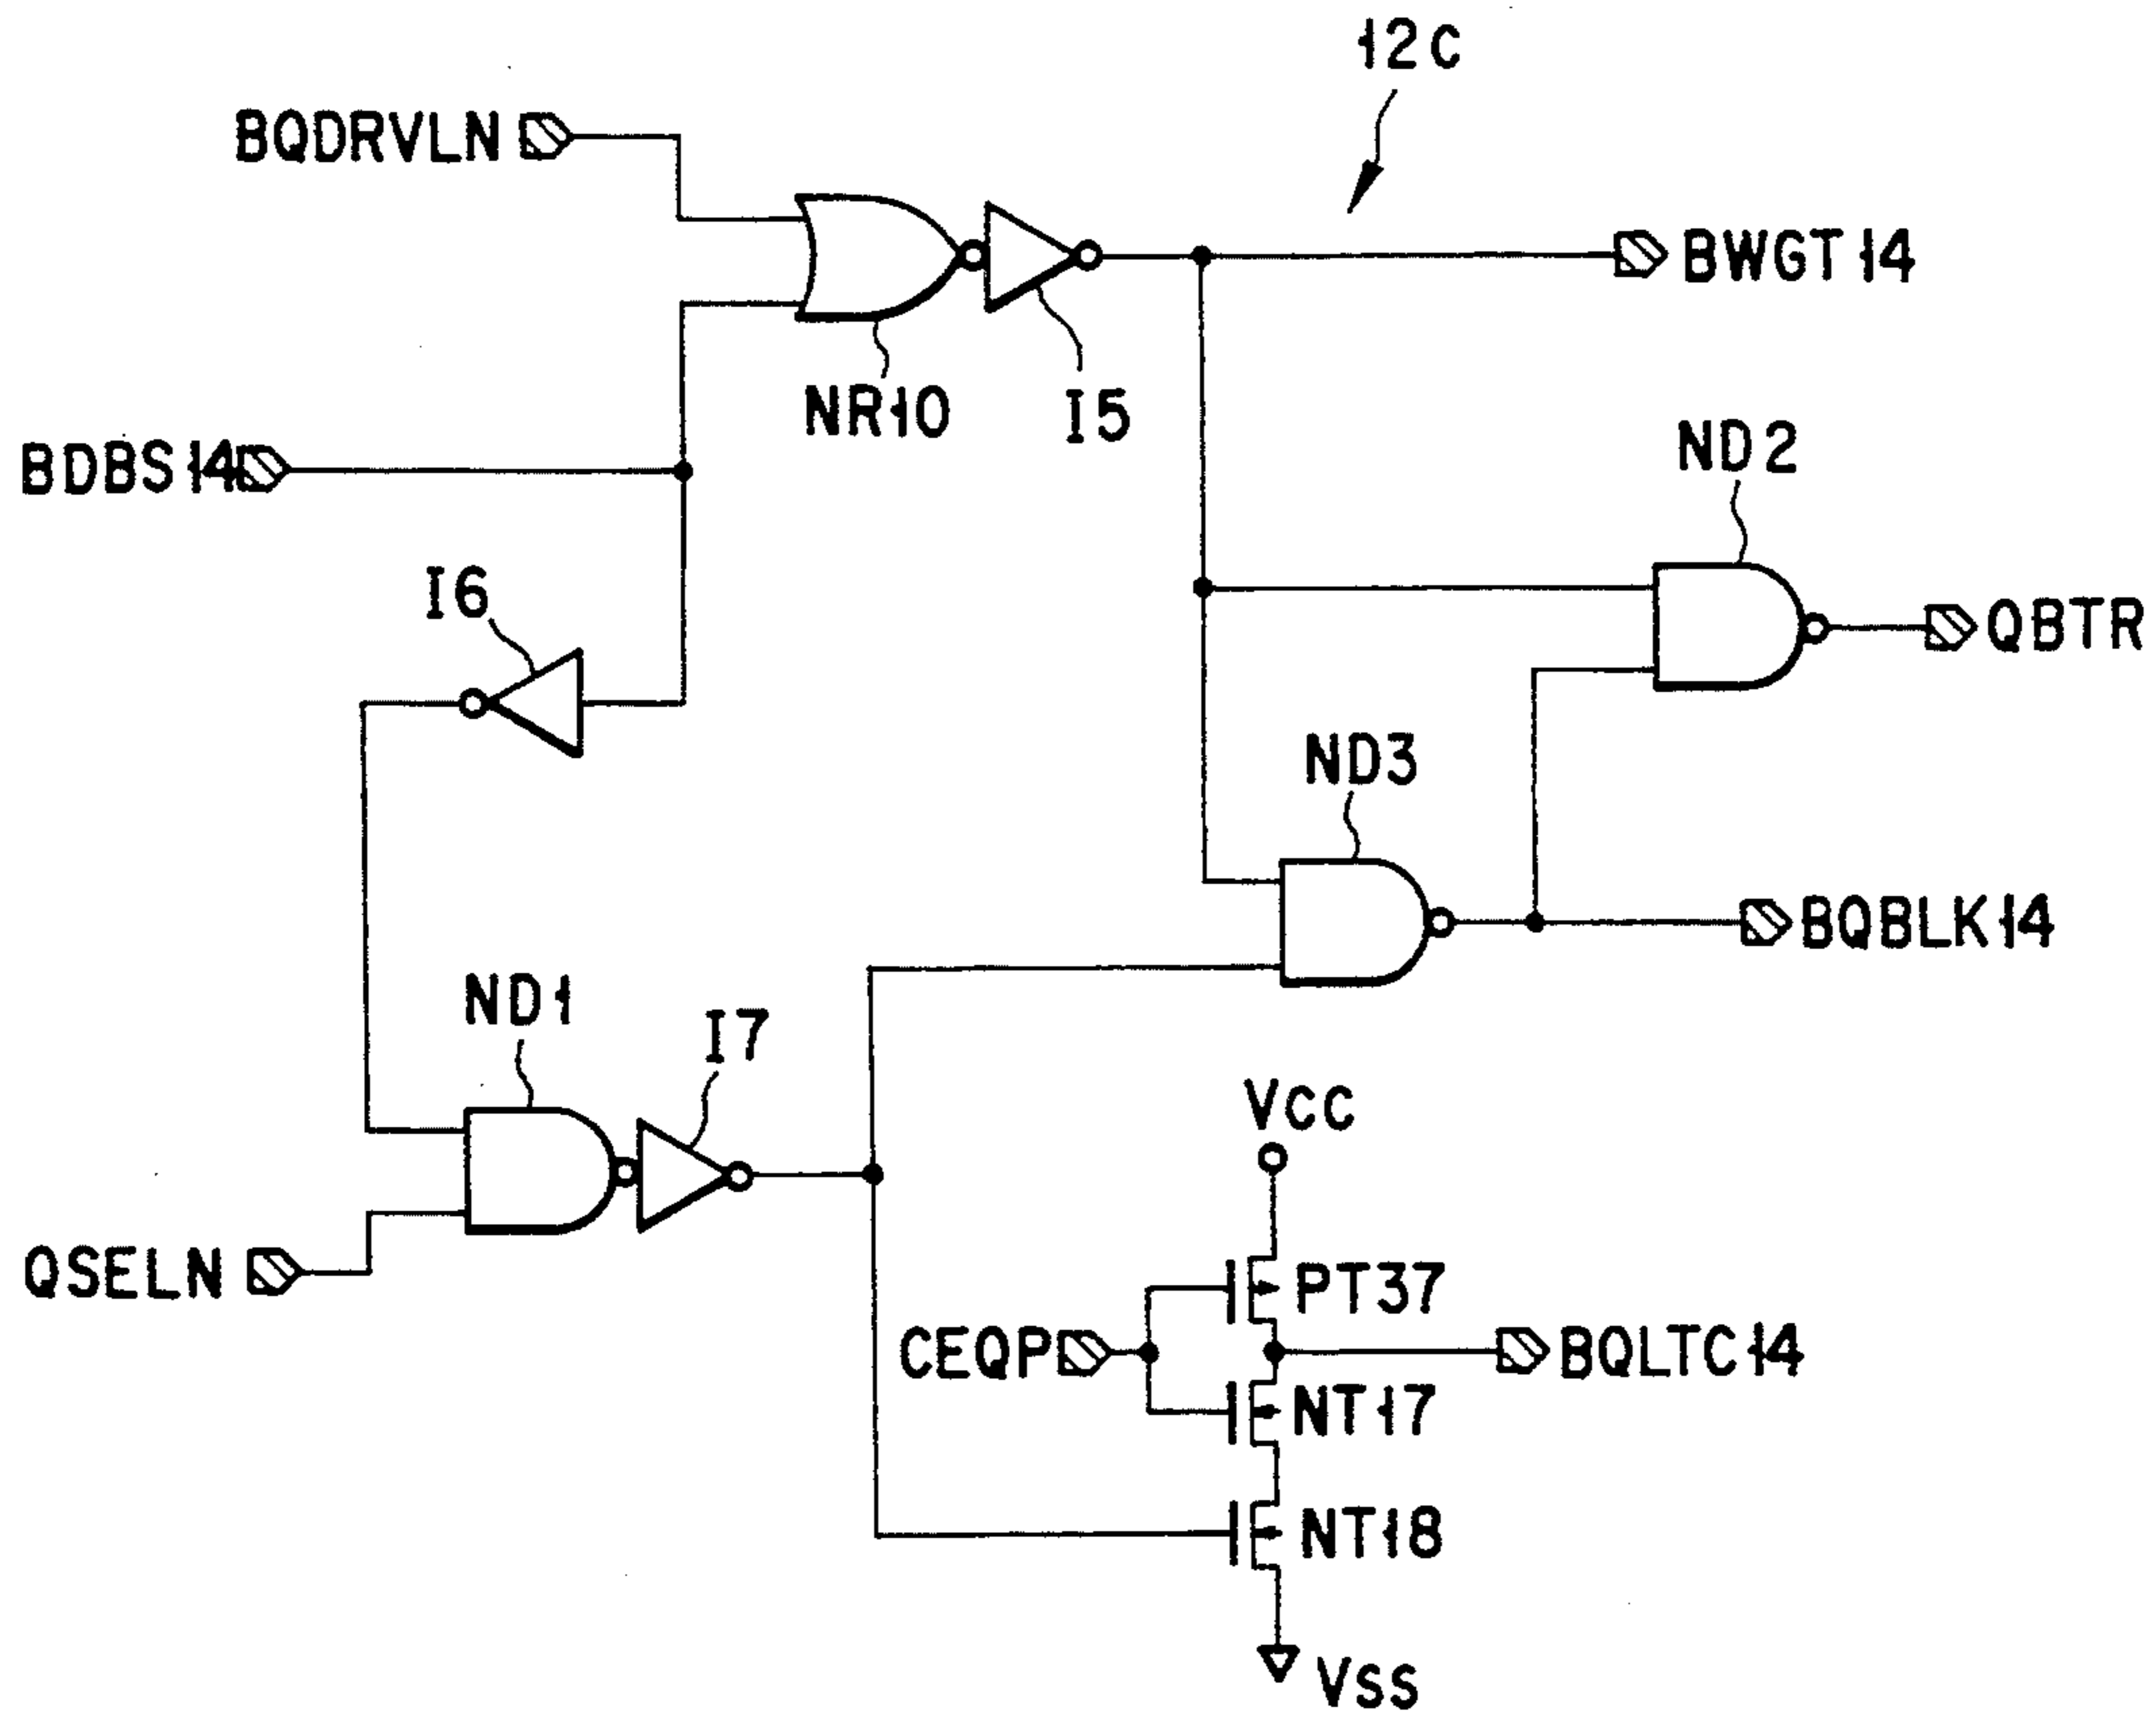 12C
BQDRVLN
BWGT14
NR10
I5
BDBS14
ND2
I6
QBTR
ND3
BQBLK14
ND1
I7
VCC
QSELN
PT37
CEQP
BQLTC14
NT17
NT18
VSS